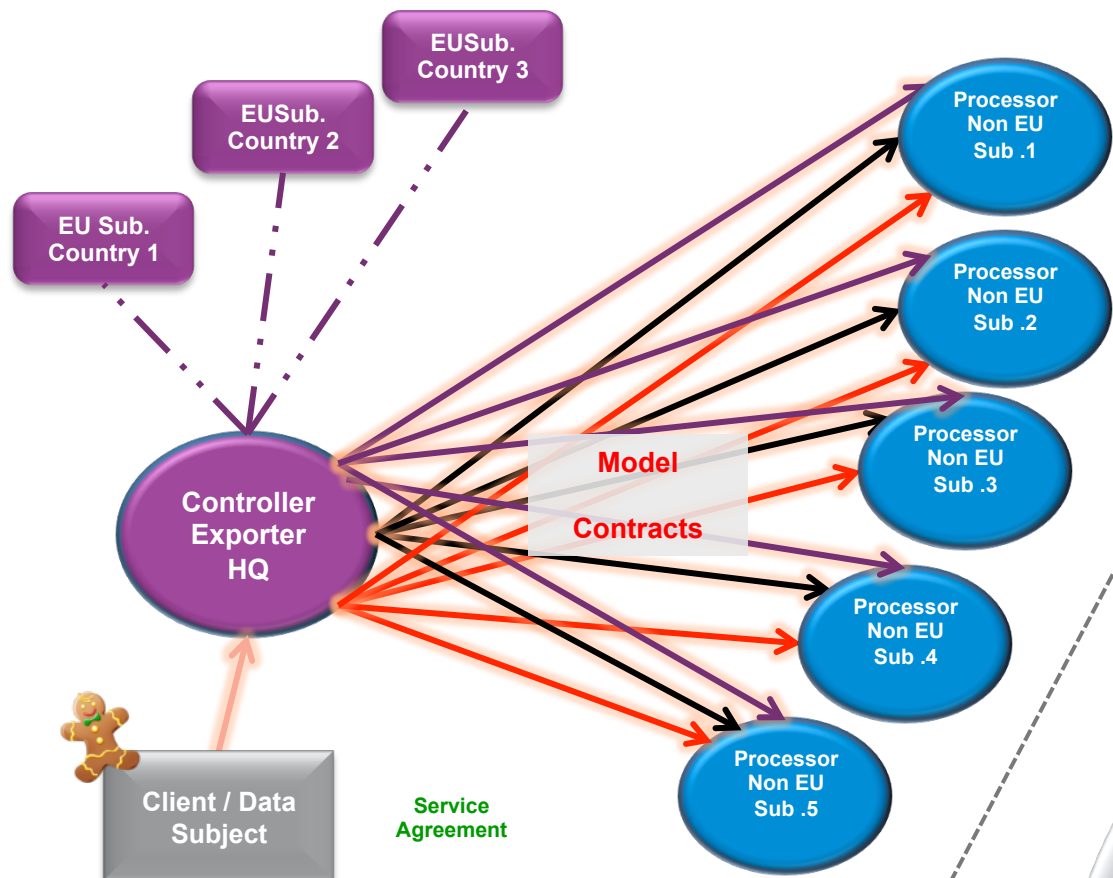 EUSub.
Country 3
EUSub.
Country 2
EU Sub.
Country 1
Processor
Non EU
Sub .1
Processor
Non EU
Sub .2
Processor
Non EU
Sub .3
Model
Contracts
Controller
Exporter
HQ
Processor
Non EU
Sub .4
Processor
Non EU
Sub .5
Client / Data
Subject
Service
Agreement